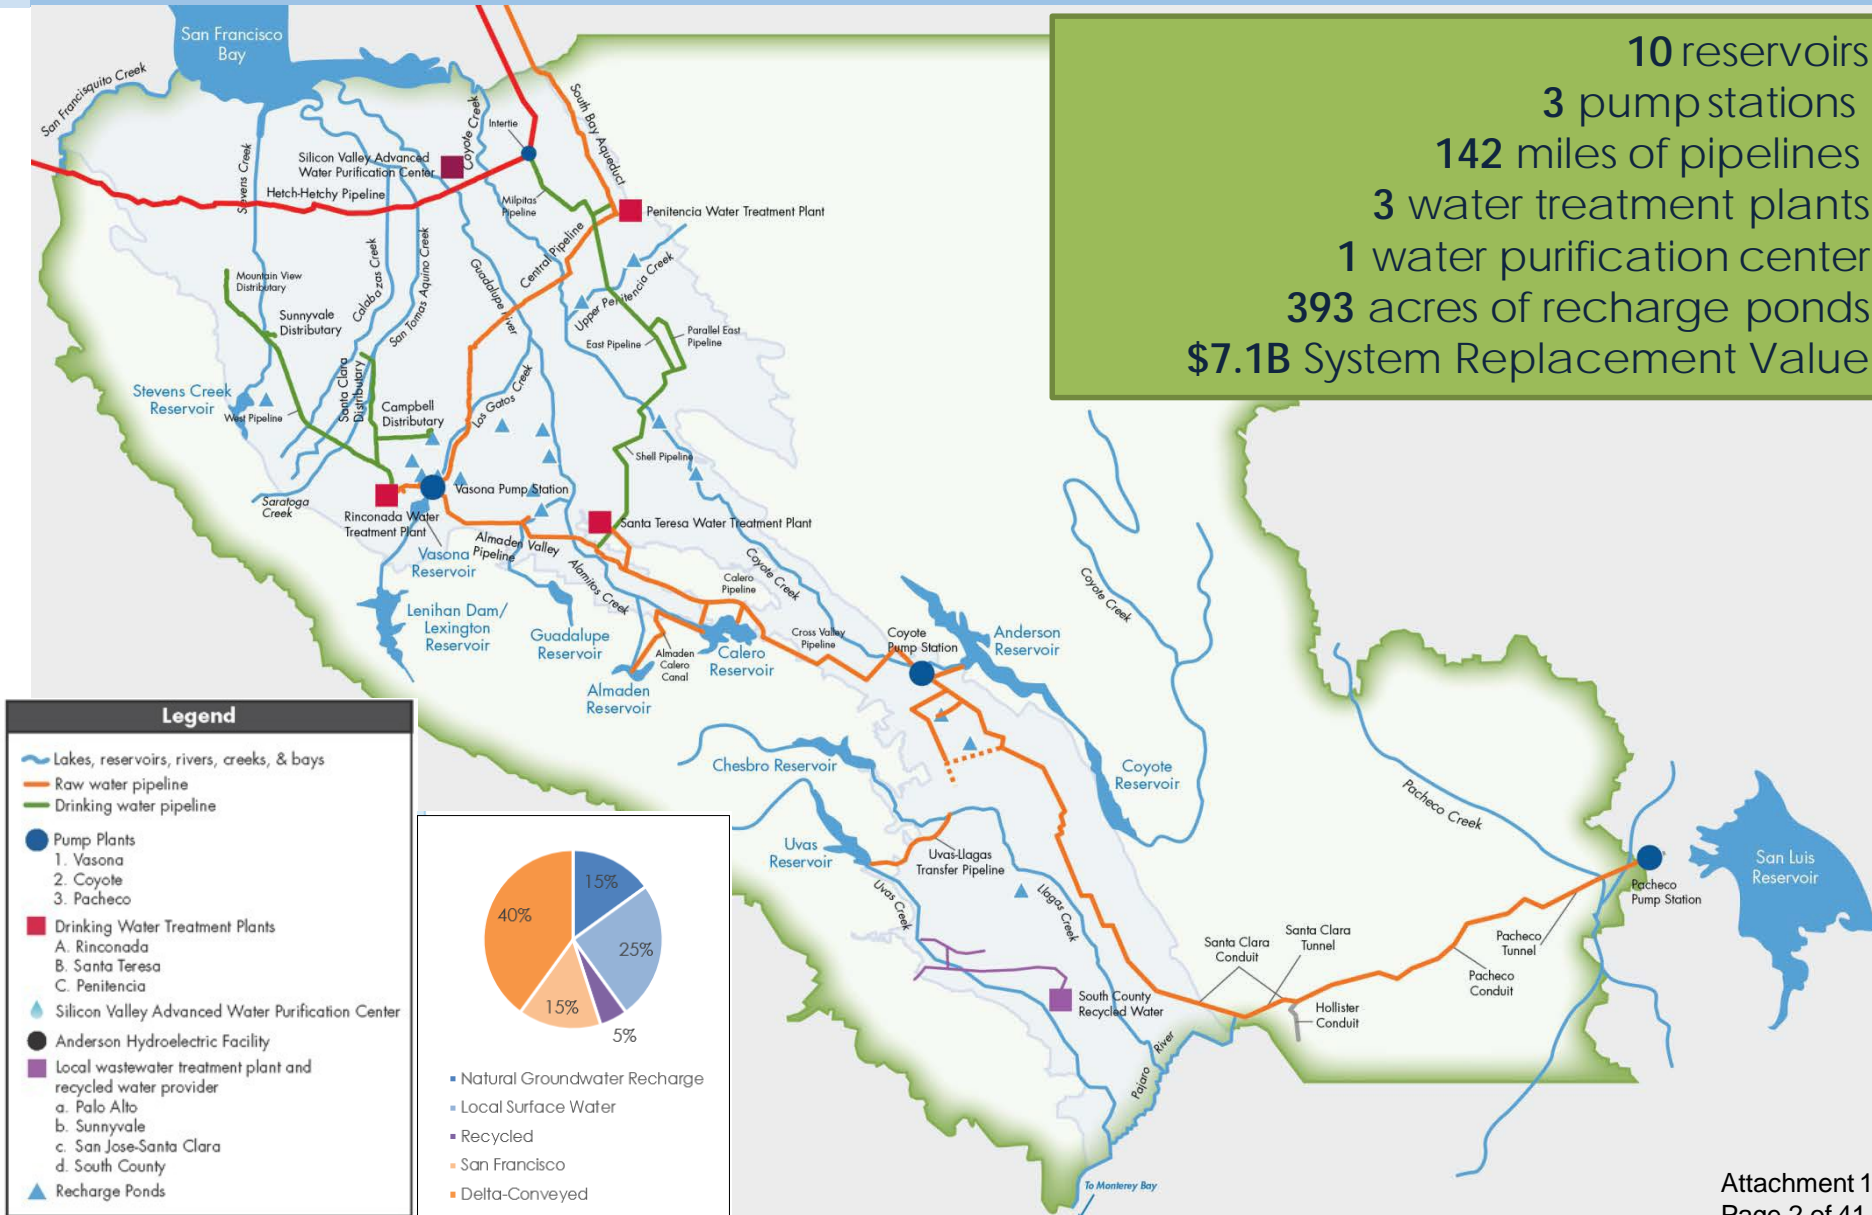 10 reservoirs
3 pump stations
142 miles of pipelines
3 water treatment plants
1 water purification center
393 acres of recharge ponds
$7.1B System Replacement Value
San Francisco
Bay
San Francisquito Creek
Stevens Creek
Silicon Valley Advanced
Water Purification Center
Hetch-Hetchy Pipeline
Coyote Creek
Intertie
South Bay Aqueduct
Milpitas
Pipeline
Penitencia Water Treatment Plant
Central Pipeline
Guadalupe River
Upper Penitencia Creek
Calabazas Creek
San Tomas Aquino Creek
Mountain View
Distributary
Sunnyvale
Distributary
East Pipeline
Parallel East
Pipeline
Stevens Creek
Reservoir
West Pipeline
Santa Clara
Distributary
Campbell
Distributary
Los Gatos Creek
Shell Pipeline
Saratoga
Creek
Rinconada Water
Treatment Plant
Vasona Pump Station
Santa Teresa Water Treatment Plant
Vasona
Reservoir
Almaden Valley
Pipeline
Alamitos Creek
Coyote Creek
Calero
Pipeline
Lenihan Dam/
Lexington
Reservoir
Guadalupe
Reservoir
Almaden
Calero
Canal
Calero
Reservoir
Almaden
Reservoir
Cross Valley
Pipeline
Coyote
Pump Station
Anderson
Reservoir
Coyote Creek
Coyote
Reservoir
Chesbro Reservoir
Uvas
Reservoir
Uvas-Llagas
Transfer Pipeline
Uvas Creek
Llagas Creek
South County
Recycled Water
Pajaro River
To Monterey Bay
Santa Clara
Conduit
Santa Clara
Tunnel
Hollister
Conduit
Pacheco
Conduit
Pacheco
Tunnel
Pacheco Creek
Pacheco
Pump Station
San Luis
Reservoir
Legend
Lakes, reservoirs, rivers, creeks, & bays
Raw water pipeline
Drinking water pipeline
Pump Plants
1. Vasona
2. Coyote
3. Pacheco
Drinking Water Treatment Plants
A. Rinconada
B. Santa Teresa
C. Penitencia
Silicon Valley Advanced Water Purification Center
Anderson Hydroelectric Facility
Local wastewater treatment plant and
recycled water provider
a. Palo Alto
b. Sunnyvale
c. San Jose-Santa Clara
d. South County
Recharge Ponds
15%
25%
5%
15%
40%
Natural Groundwater Recharge
Local Surface Water
Recycled
San Francisco
Delta-Conveyed
Attachment 1
Page 2 of 41